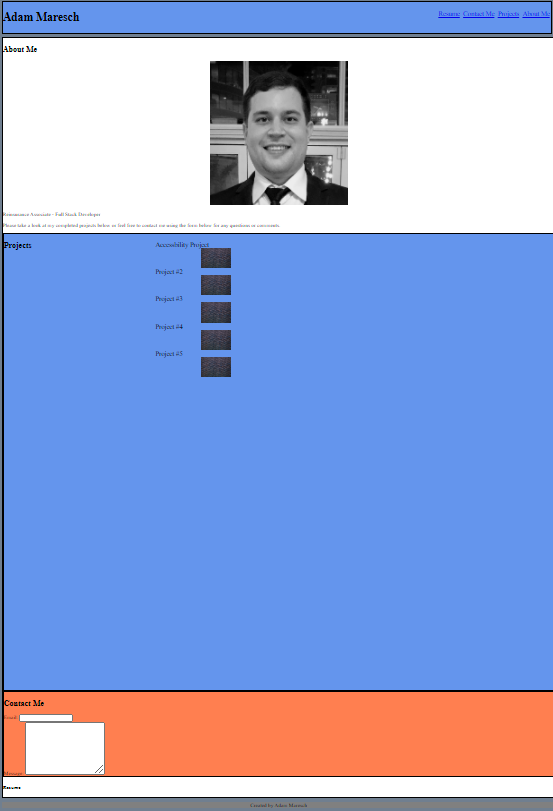 Adam Maresch
Resume Contact Me Projects About Me
About Me
Renaissance Associate - Full Stack Developer
Please take a look at my completed projects below or feel free to contact me using the form below for any questions or comments.
Projects
Accessibility Project
Project #2
Project #3
Project #4
Project #5
Contact Me
Email:
Message:
Resume
Created by Adam Maresch